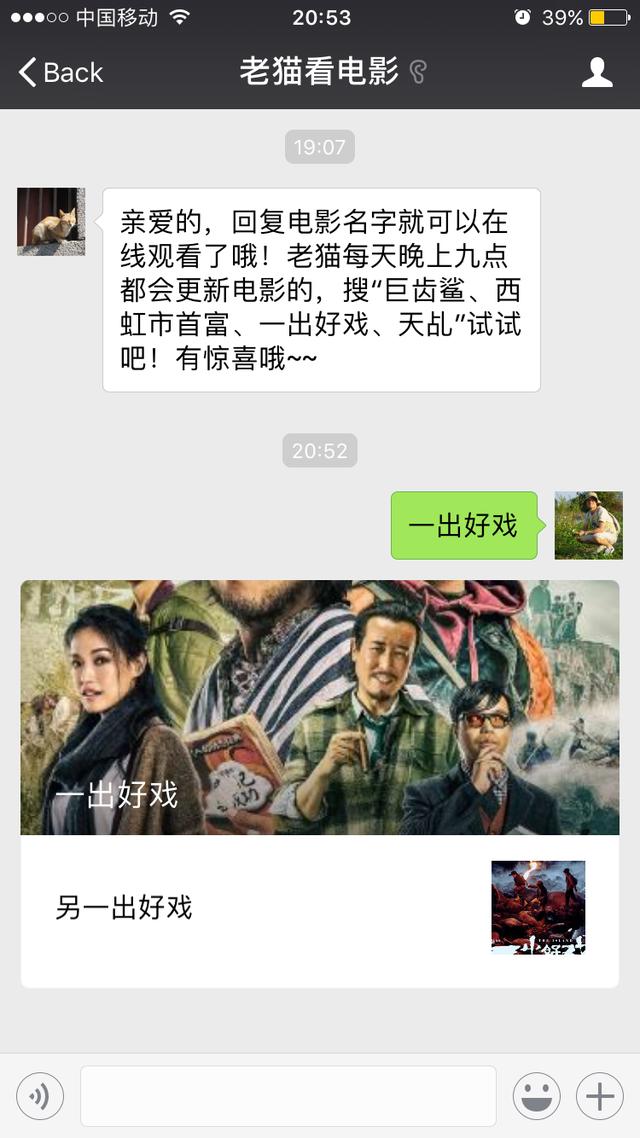 中国移动
20:53
39%
Back
老猫看电影
19:07
亲爱的，回复电影名字就可以在
线观看了哦！老猫每天晚上九点
都会更新电影的，搜“巨齿鲨、西
虹市首富、一出好戏、天乩”试试
吧！有惊喜哦~~
20:52
一出好戏
一出好戏
另一出好戏